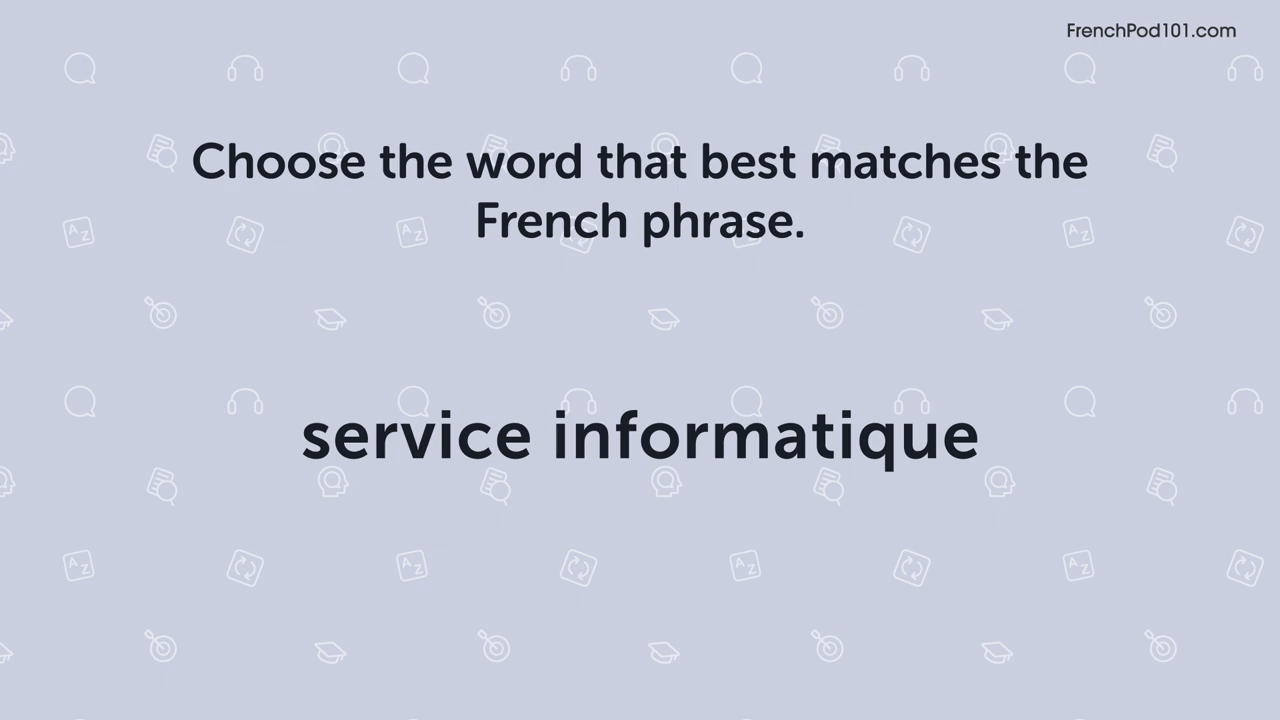 FrenchPod101.com
Choose the word that best matches the
French phrase.
service informatique